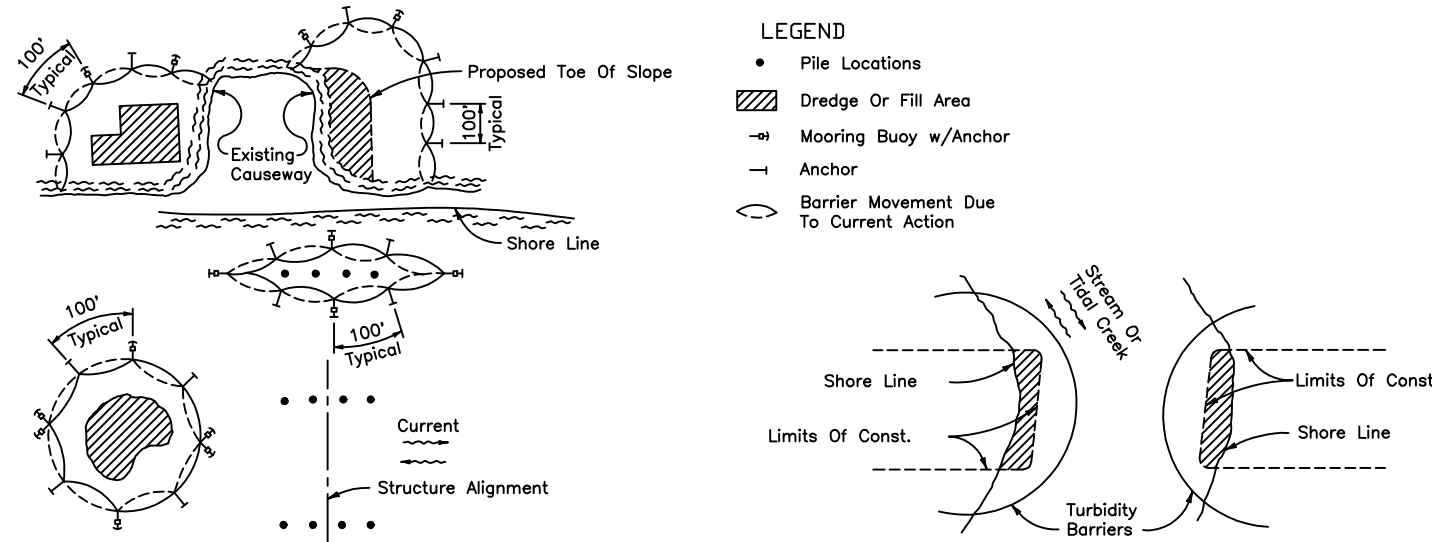 100'
Typical
Proposed Toe Of Slope
100'
Typical
Existing
Causeway
Shore Line
100'
Typical
100'
Typical
Current
Structure Alignment
LEGEND
Pile Locations
Dredge Or Fill Area
Mooring Buoy w/Anchor
Anchor
Barrier Movement Due
To Current Action
Stream Or
Tidal Creek
Shore Line
Limits Of Const.
Limits Of Const
Shore Line
Turbidity
Barriers